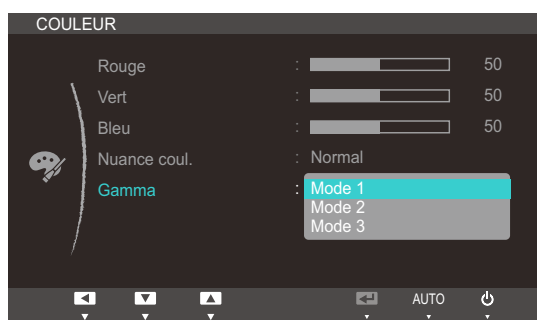 COULEUR
Rouge : 50
Vert : 50
Bleu : 50
Nuance coul. : Normal
Gamma : Mode 1
Mode 2
Mode 3
AUTO